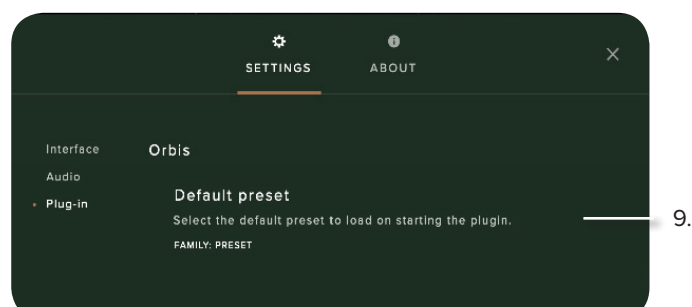 SETTINGS
ABOUT
Interface
Orbis
Audio
Default preset
Plug-in
Select the default preset to load on starting the plugin.
9.
FAMILY: PRESET